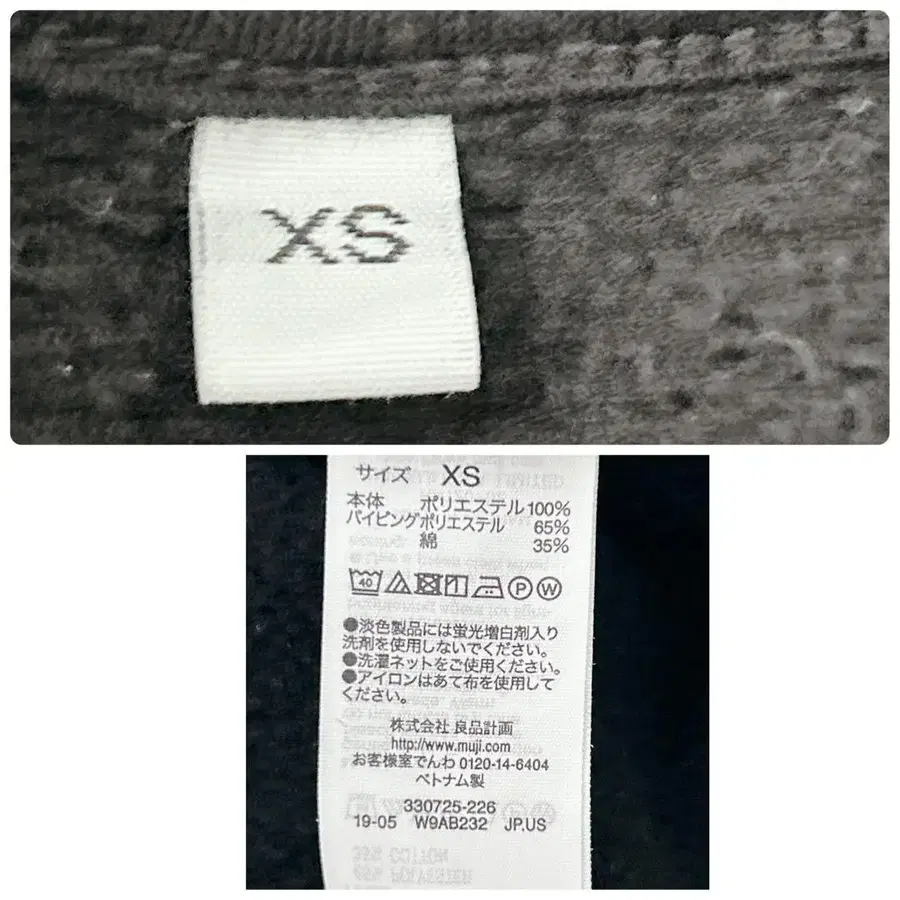 XS
サイズ XS
本体 ポリエステル100%
パイピングポリエステル 65%
綿 35%
40 P W
●淡色製品には蛍光増白剤入り
洗剤を使用しないでください。
●洗濯ネットをご使用ください。
●アイロンはあて布を使用して
ください。
株式会社 良品計画
http://www.muji.com
お客様室でんわ 0120-14-6404
ベトナム製
330725-226
19-05 W9AB232 JP.US